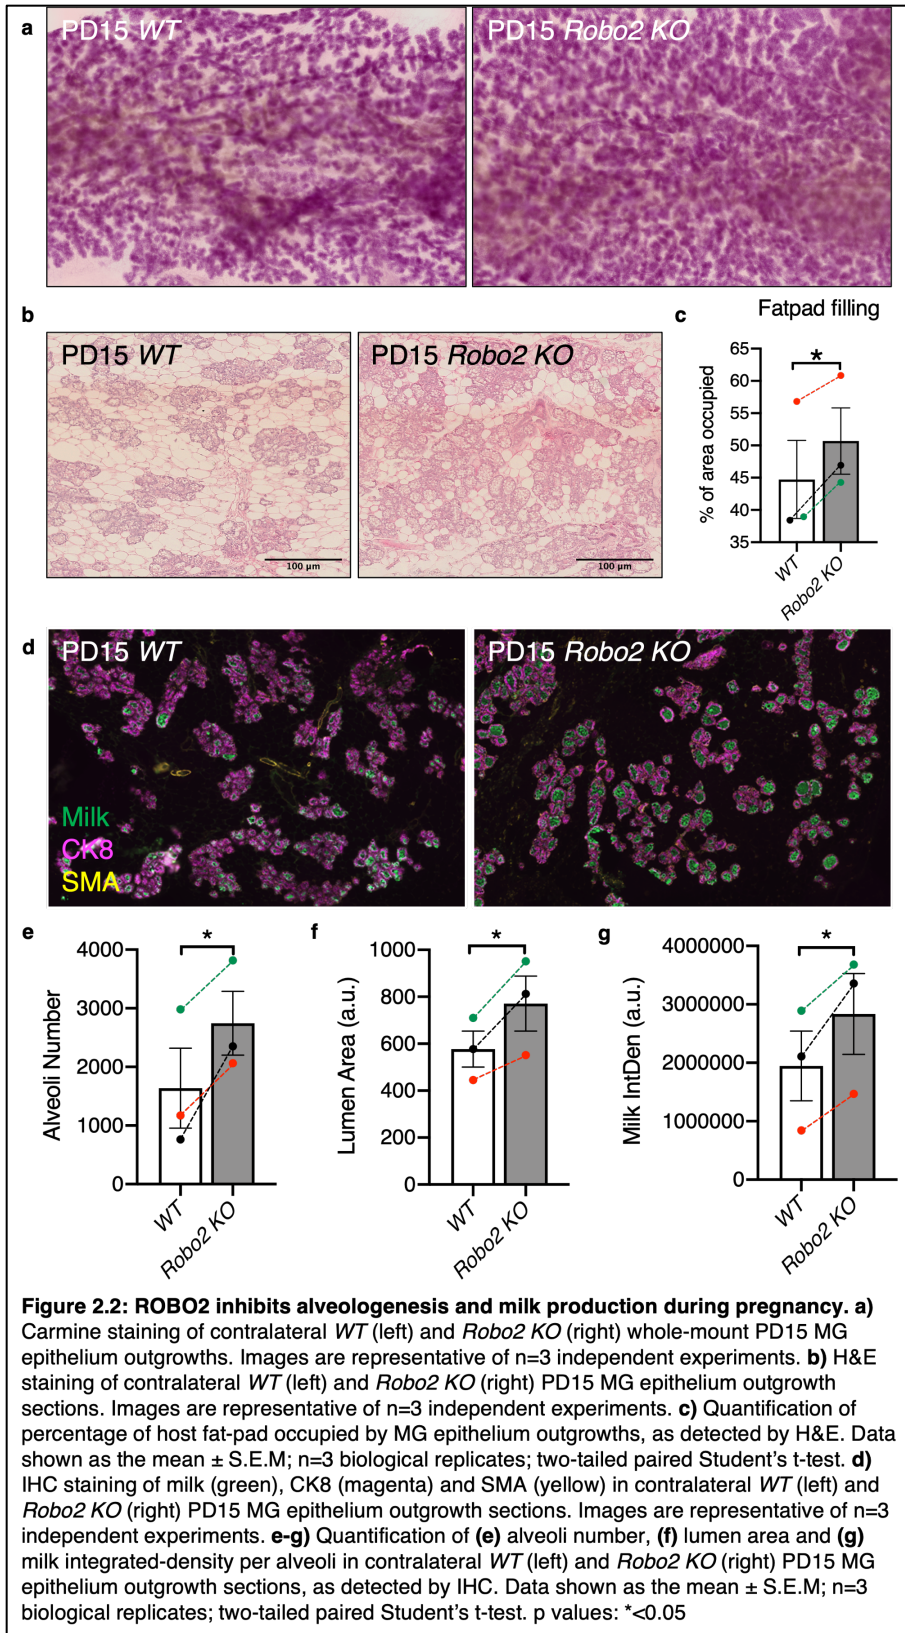 a
PD15 WT
PD15 Robo2 KO
b
PD15 WT
100 µm
PD15 Robo2 KO
100 µm
c
Fatpad filling
% of area occupied
65
60
55
50
45
40
35
*
WT
Robo2 KO
d
PD15 WT
Milk
CK8
SMA
PD15 Robo2 KO
e
Alveoli Number
4000
3000
2000
1000
0
*
WT
Robo2 KO
f
Lumen Area (a.u.)
1000
800
600
400
200
0
*
WT
Robo2 KO
g
Milk IntDen (a.u.)
4000000
3000000
2000000
1000000
0
*
WT
Robo2 KO
Figure 2.2: ROBO2 inhibits alveologenesis and milk production during pregnancy. a)
Carmine staining of contralateral WT (left) and Robo2 KO (right) whole-mount PD15 MG
epithelium outgrowths. Images are representative of n=3 independent experiments. b) H&E
staining of contralateral WT (left) and Robo2 KO (right) PD15 MG epithelium outgrowth
sections. Images are representative of n=3 independent experiments. c) Quantification of
percentage of host fat-pad occupied by MG epithelium outgrowths, as detected by H&E. Data
shown as the mean ± S.E.M; n=3 biological replicates; two-tailed paired Student's t-test. d)
IHC staining of milk (green), CK8 (magenta) and SMA (yellow) in contralateral WT (left) and
Robo2 KO (right) PD15 MG epithelium outgrowth sections. Images are representative of n=3
independent experiments. e-g) Quantification of (e) alveoli number, (f) lumen area and (g)
milk integrated-density per alveoli in contralateral WT (left) and Robo2 KO (right) PD15 MG
epithelium outgrowth sections, as detected by IHC. Data shown as the mean ± S.E.M; n=3
biological replicates; two-tailed paired Student's t-test. p values: *<0.05